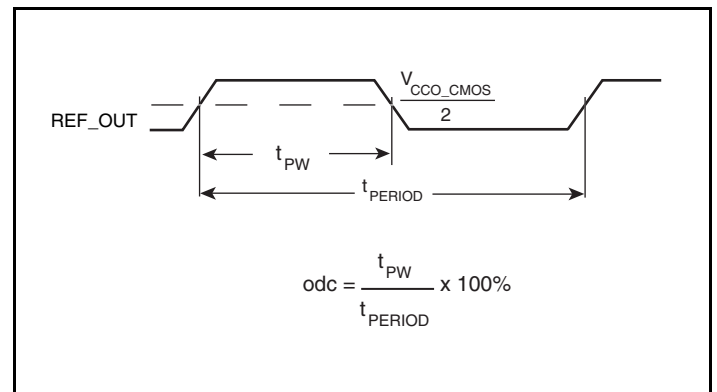 V_CCO_CMOS
2
REF_OUT
t_PW
t_PERIOD
odc = t_PW / t_PERIOD x 100%